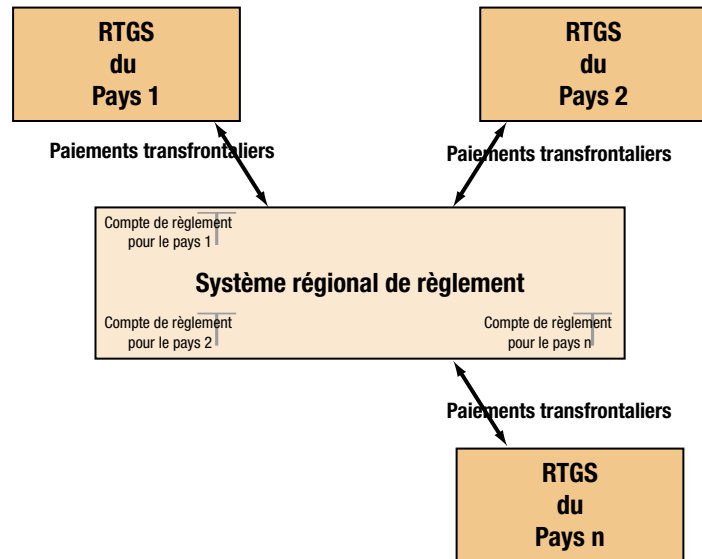 RTGS
du
Pays 1
RTGS
du
Pays 2
Paiements transfrontaliers
Paiements transfrontaliers
Compte de règlement
pour le pays 1
Système régional de règlement
Compte de règlement
pour le pays 2
Compte de règlement
pour le pays n
Paiements transfrontaliers
RTGS
du
Pays n